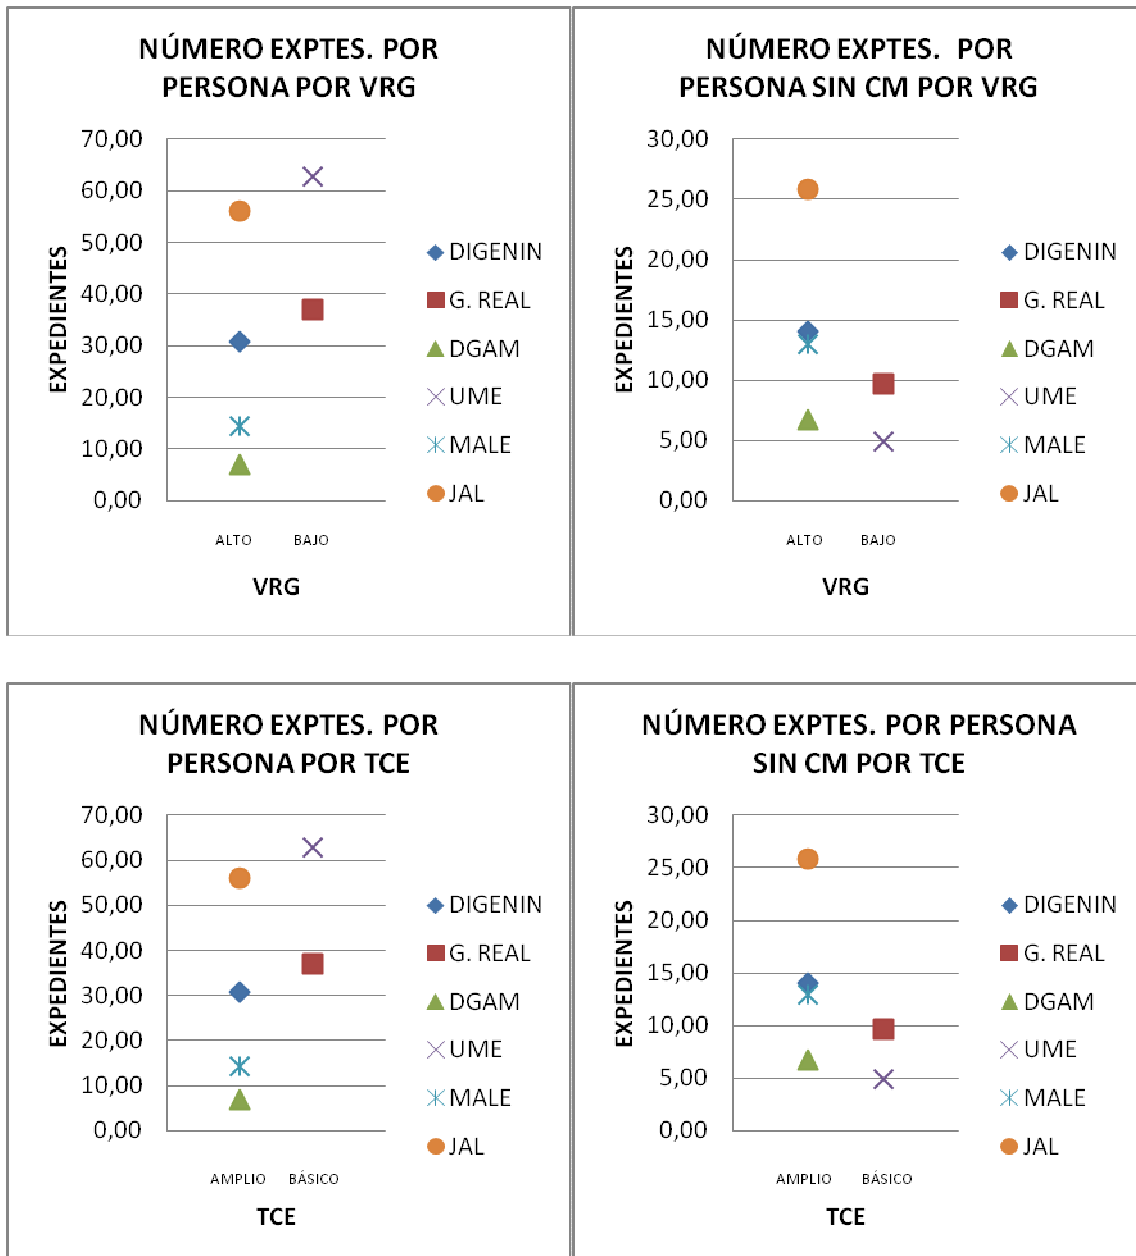 NÚMERO EXPTES. POR
PERSONA POR VRG
70,00
60,00
50,00
40,00
30,00
20,00
10,00
0,00
EXPEDIENTES
ALTO BAJO
VRG
DIGENIN
G. REAL
DGAM
UME
MALE
JAL
NÚMERO EXPTES. POR
PERSONA SIN CM POR VRG
30,00
25,00
20,00
15,00
10,00
5,00
0,00
EXPEDIENTES
ALTO BAJO
VRG
DIGENIN
G. REAL
DGAM
UME
MALE
JAL
NÚMERO EXPTES. POR
PERSONA POR TCE
70,00
60,00
50,00
40,00
30,00
20,00
10,00
0,00
EXPEDIENTES
AMPLIO BÁSICO
TCE
DIGENIN
G. REAL
DGAM
UME
MALE
JAL
NÚMERO EXPTES. POR PERSONA
SIN CM POR TCE
30,00
25,00
20,00
15,00
10,00
5,00
0,00
EXPEDIENTES
AMPLIO BÁSICO
TCE
DIGENIN
G. REAL
DGAM
UME
MALE
JAL